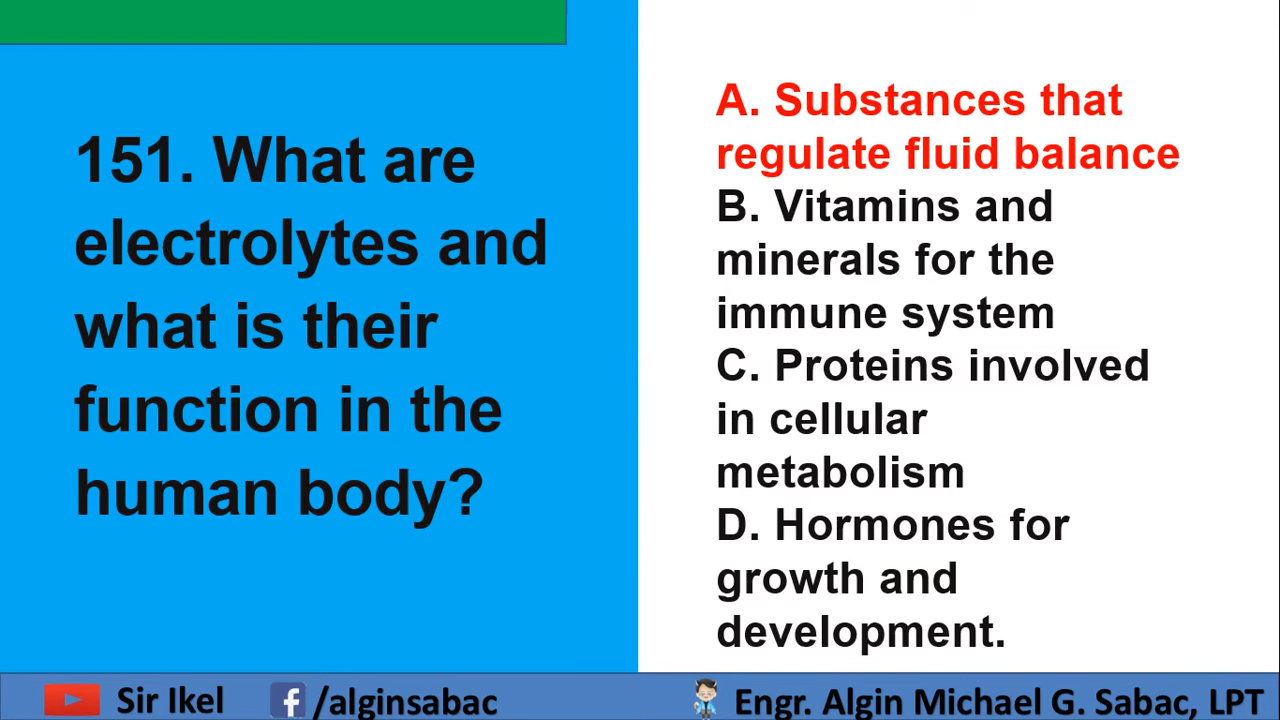 151. What are
electrolytes and
what is their
function in the
human body?
A. Substances that
regulate fluid balance
B. Vitamins and
minerals for the
immune system
C. Proteins involved
in cellular
metabolism
D. Hormones for
growth and
development.
Sir Ikel
f /alginsabac
Engr. Algin Michael G. Sabac, LPT